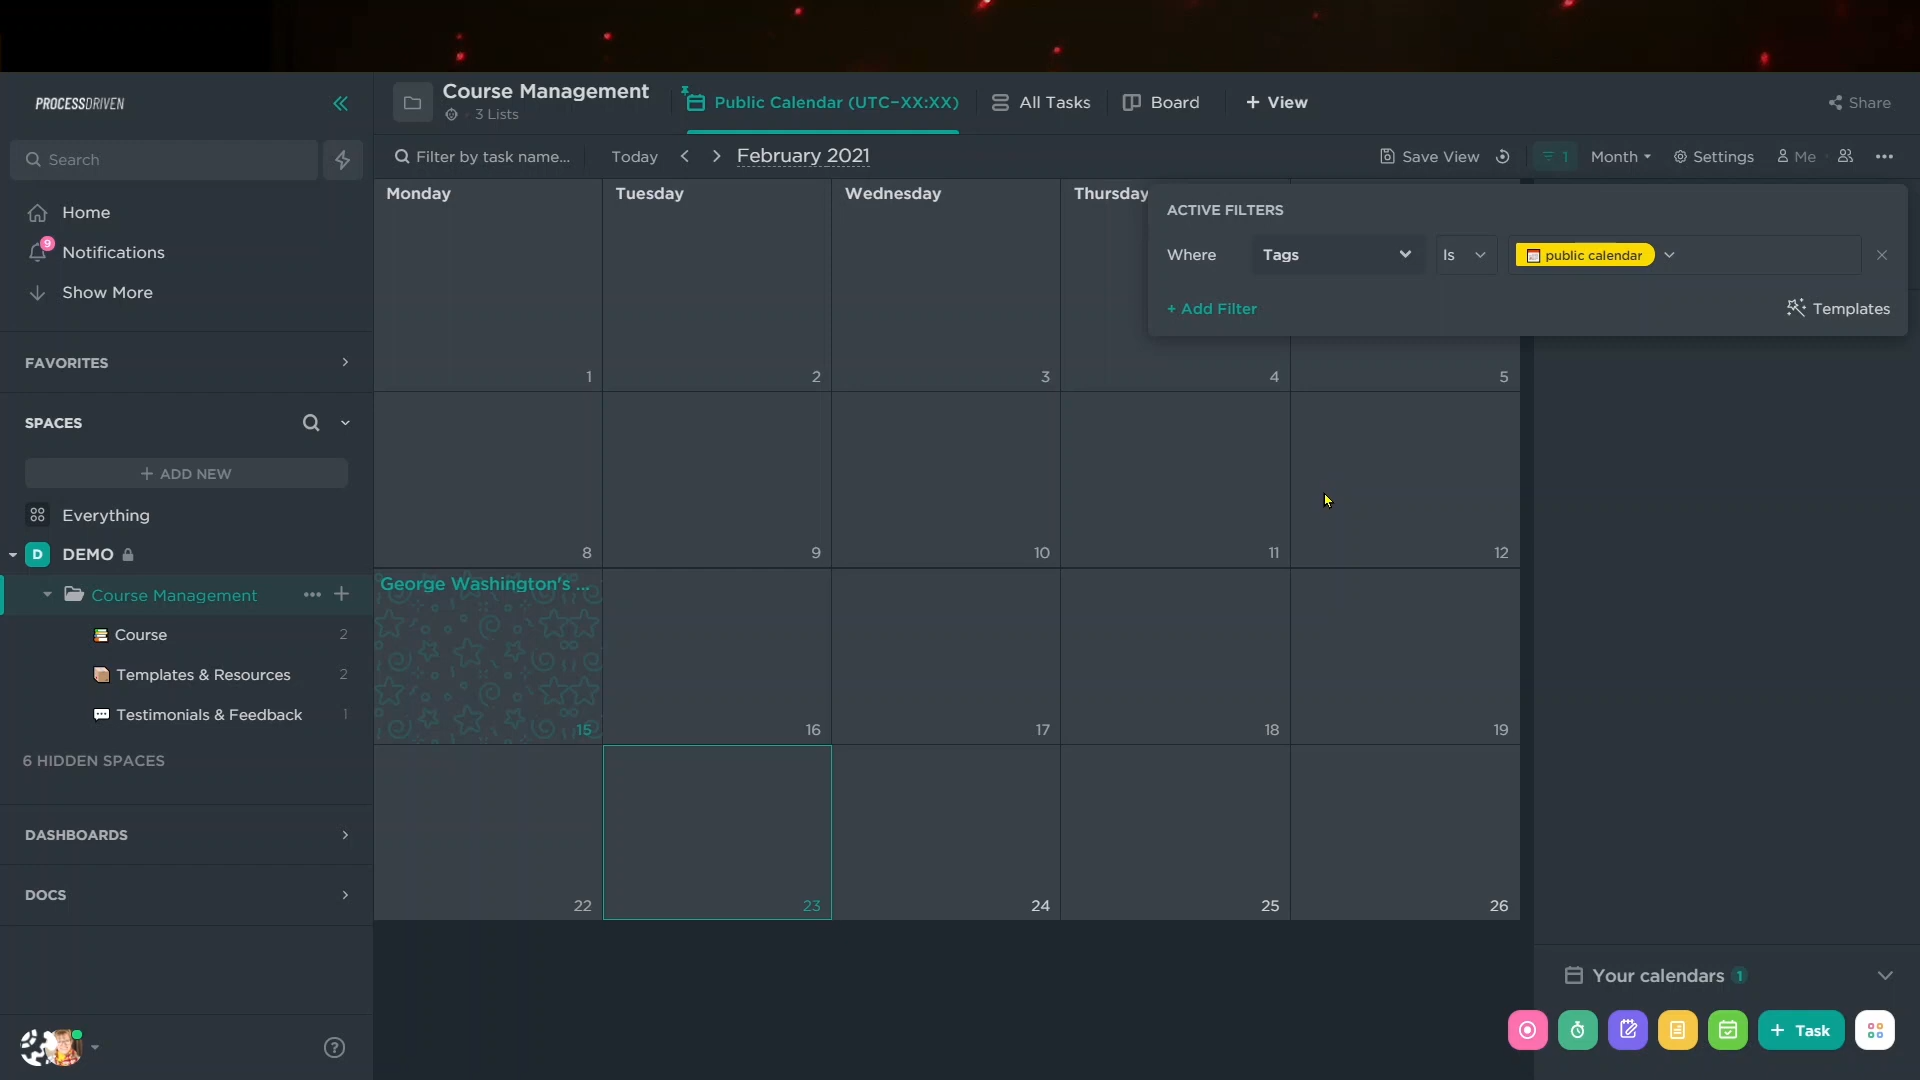 PROCESSDRIVEN
Search
Home
9
Notifications
Show More
FAVORITES
SPACES
+ ADD NEW
Everything
D DEMO
Course Management
Course 2
Templates & Resources 2
Testimonials & Feedback 1
6 HIDDEN SPACES
DASHBOARDS
DOCS
Course Management
3 Lists
Public Calendar (UTC-XX:XX)
All Tasks
Board
+ View
Share
Filter by task name...
Today
February 2021
Save View
1
Month
Settings
Me
Monday Tuesday Wednesday Thursday
ACTIVE FILTERS
Where Tags Is public calendar
+ Add Filter
Templates
1 2 3 4 5
8 9 10 11 12
George Washington's ...
15 16 17 18 19
22 23 24 25 26
Your calendars 1
+ Task